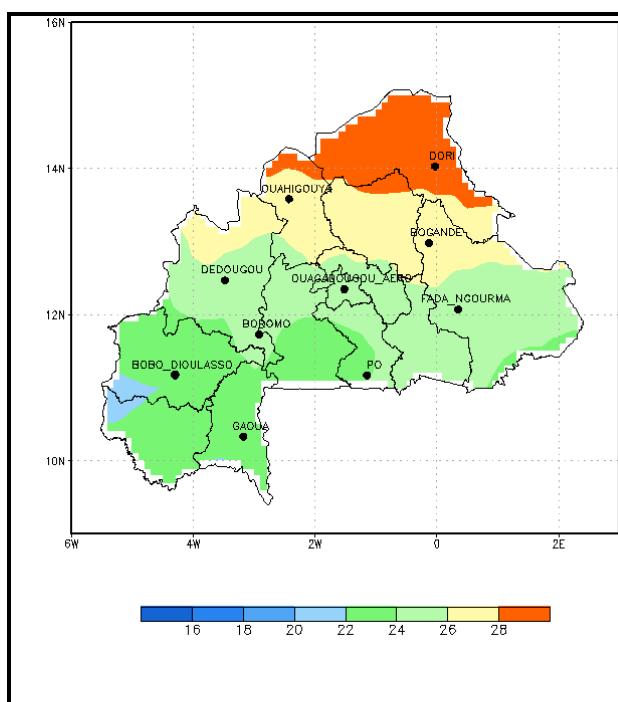 16N
DORI
14N
OUAHIGOUYA
BOGANDE
DEDOUGOU
OUAGADOUGOU_AERO
FADA_NGOURMA
12N
BOROMO
BOBO_DIOULASSO
PO
GAOUA
10N
6W 4W 2W 0 2E
16 18 20 22 24 26 28